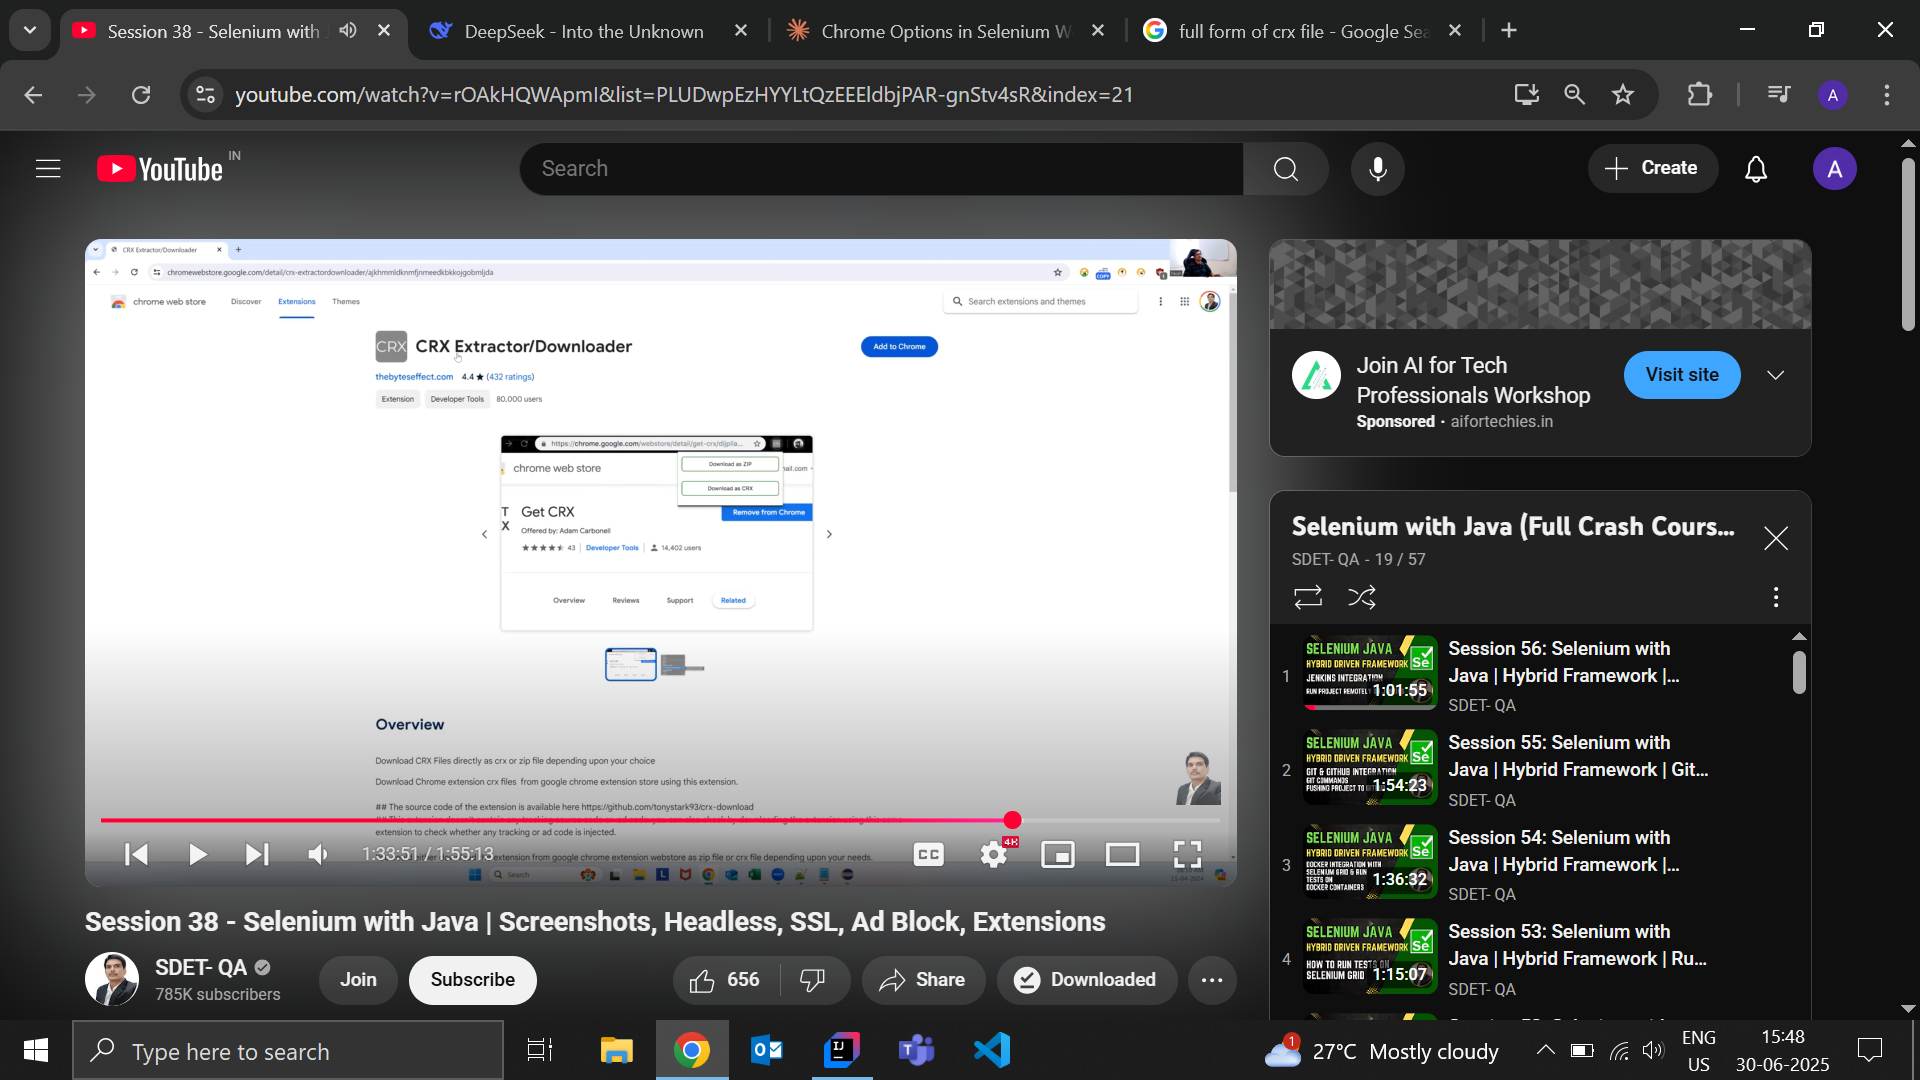 Session 38 - Selenium with J
DeepSeek - Into the Unknown
Chrome Options in Selenium W
full form of crx file - Google Sea
youtube.com/watch?v=rOAkHQWApmI&list=PLUDwpEzHYYLtQzEEEldbjPAR-gnStv4sR&index=21
A
YouTube IN
Search
Create
A
CRX Extractor/Downloader
chromewebstore.google.com/detail/crx-extractordownloader/ajkhmmldknmfjnmeedkbkkojgobmljda
COPY
chrome web store
Discover
Extensions
Themes
Search extensions and themes
CRX
CRX Extractor/Downloader
Add to Chrome
thebyteseffect.com 4.4 ★ (432 ratings)
Extension
Developer Tools
80,000 users
https://chrome.google.com/webstore/detail/get-crx/dijplla...
Download as ZIP
chrome web store
Download as CRX
Get CRX
Remove from Chrome
Offered by: Adam Carbonell
43
Developer Tools
14,402 users
Overview
Reviews
Support
Related
Overview
Download CRX Files directly as crx or zip file depending upon your choice
Download Chrome extension crx files from google chrome extension store using this extension.
## The source code of the extension is available here https://github.com/tonystark93/crx-download
extension to check whether any tracking or ad code is injected.
extension from google chrome extension webstore as zip file or crx file depending upon your needs.
1:33:51 / 1:55:13
CC
4K
Search
Session 38 - Selenium with Java | Screenshots, Headless, SSL, Ad Block, Extensions
SDET- QA
785K subscribers
Join
Subscribe
656
Share
Downloaded
Join AI for Tech
Professionals Workshop
Sponsored · aifortechies.in
Visit site
Selenium with Java (Full Crash Cours...
SDET- QA - 19 / 57
1
SELENIUM JAVA
HYBRID DRIVEN FRAMEWORK
JENKINS INTEGRATION
RUN PROJECT REMOTELY
Se
1:01:55
Session 56: Selenium with
Java | Hybrid Framework |...
SDET- QA
2
SELENIUM JAVA
HYBRID DRIVEN FRAMEWORK
GIT & GITHUB INTEGRATION
GIT COMMANDS
PUSHING PROJECT TO
Se
1:54:23
Session 55: Selenium with
Java | Hybrid Framework | Git...
SDET- QA
3
SELENIUM JAVA
HYBRID DRIVEN FRAMEWORK
DOCKER INTEGRATION WITH
SELENIUM GRID & RUN
TESTS ON
DOCKER CONTAINERS
Se
1:36:32
Session 54: Selenium with
Java | Hybrid Framework |...
SDET- QA
4
SELENIUM JAVA
HYBRID DRIVEN FRAMEWORK
HOW TO RUN TESTS ON
SELENIUM GRID
Se
1:15:07
Session 53: Selenium with
Java | Hybrid Framework | Ru...
SDET- QA
Type here to search
1
27°C Mostly cloudy
ENG
US
15:48
30-06-2025